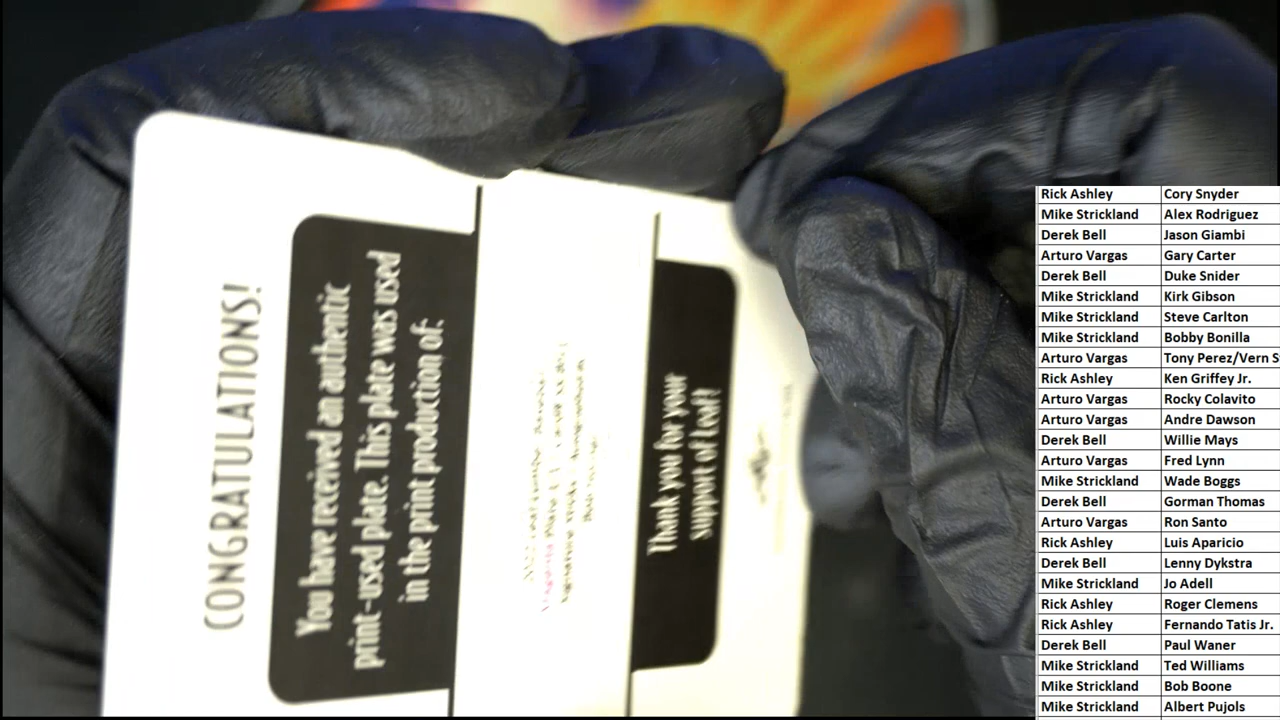 CONGRATULATIONS!
You have received an authentic
print-used plate. This plate was used
in the print production of:
Thank you for your
support of Leaf!
Rick Ashley Cory Snyder
Mike Strickland Alex Rodriguez
Derek Bell Jason Giambi
Arturo Vargas Gary Carter
Derek Bell Duke Snider
Mike Strickland Kirk Gibson
Mike Strickland Steve Carlton
Mike Strickland Bobby Bonilla
Arturo Vargas Tony Perez/Vern S
Rick Ashley Ken Griffey Jr.
Arturo Vargas Rocky Colavito
Arturo Vargas Andre Dawson
Derek Bell Willie Mays
Arturo Vargas Fred Lynn
Mike Strickland Wade Boggs
Derek Bell Gorman Thomas
Arturo Vargas Ron Santo
Rick Ashley Luis Aparicio
Derek Bell Lenny Dykstra
Mike Strickland Jo Adell
Rick Ashley Roger Clemens
Rick Ashley Fernando Tatis Jr.
Derek Bell Paul Waner
Mike Strickland Ted Williams
Mike Strickland Bob Boone
Mike Strickland Albert Pujols